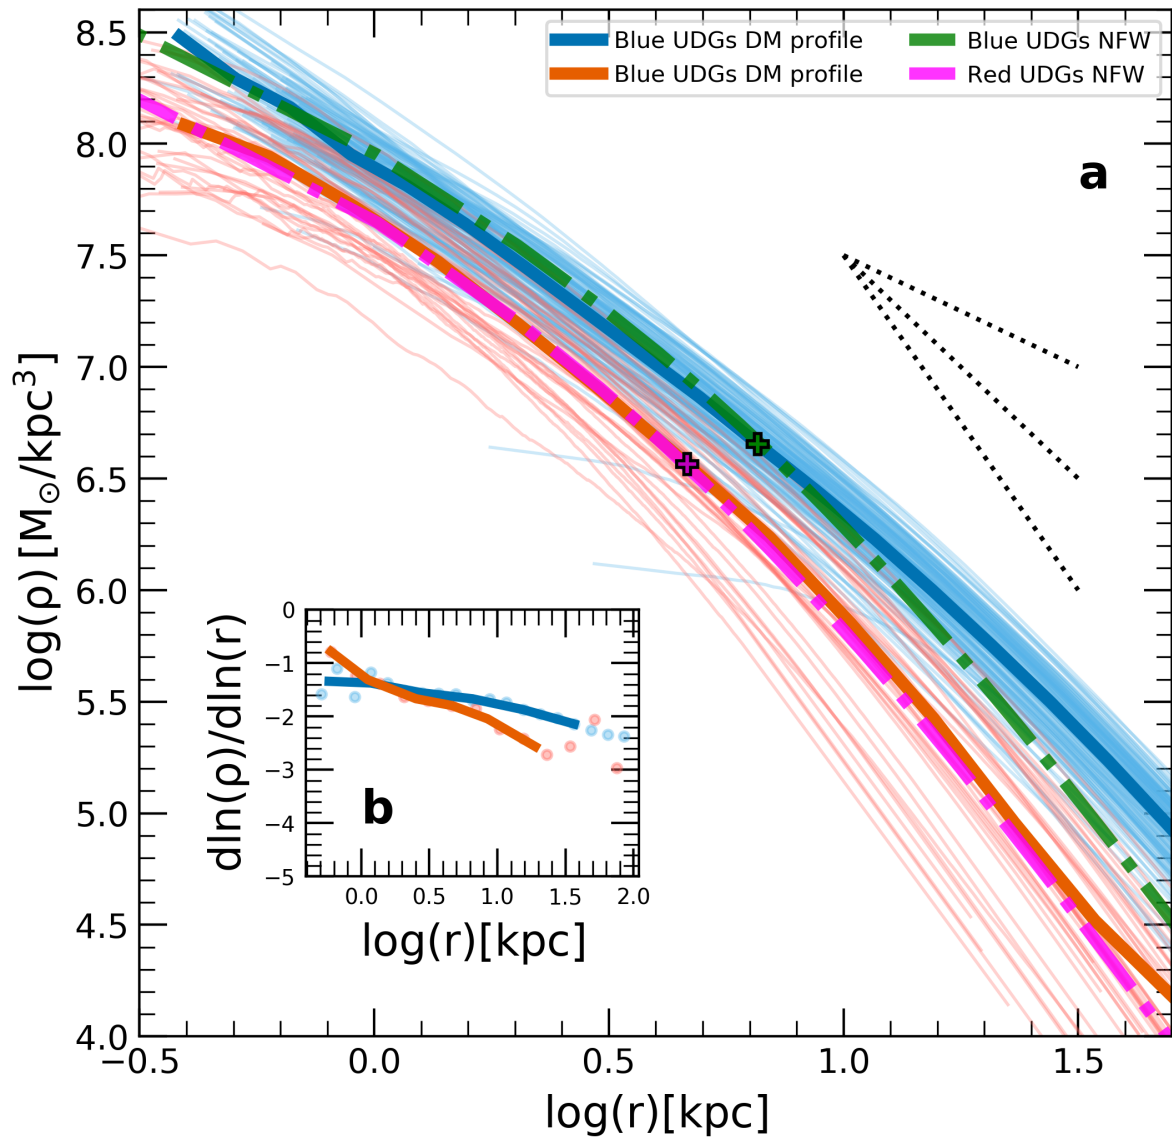 Blue UDGs DM profile
Blue UDGs DM profile
Blue UDGs NFW
Red UDGs NFW
a
log(ρ) [M⊙/kpc³]
8.5
8.0
7.5
7.0
6.5
6.0
5.5
5.0
4.5
4.0
−0.5
0.0
0.5
1.0
1.5
log(r)[kpc]
b
dln(ρ)/dln(r)
0
−1
−2
−3
−4
−5
0.0
0.5
1.0
1.5
2.0
log(r)[kpc]